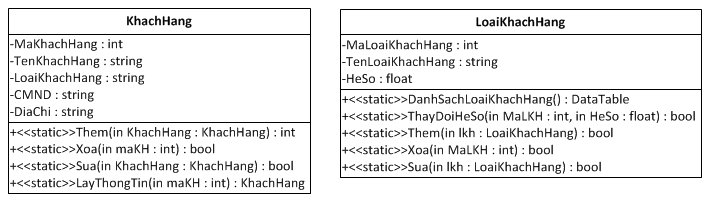 KhachHang
-MaKhachHang : int
-TenKhachHang : string
-LoaiKhachHang : string
-CMND : string
-DiaChi : string
+<<static>>Them(in KhachHang : KhachHang) : int
+<<static>>Xoa(in maKH : int) : bool
+<<static>>Sua(in KhachHang : KhachHang) : bool
+<<static>>LayThongTin(in maKH : int) : KhachHang
LoaiKhachHang
-MaLoaiKhachHang : int
-TenLoaiKhachHang : string
-HeSo : float
+<<static>>DanhSachLoaiKhachHang() : DataTable
+<<static>>ThayDoiHeSo(in MaLKH : int, in HeSo : float) : bool
+<<static>>Them(in lkh : LoaiKhachHang) : bool
+<<static>>Xoa(in MaLKH : int) : bool
+<<static>>Sua(in lkh : LoaiKhachHang) : bool